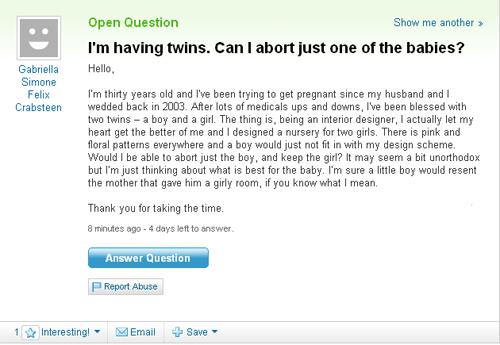 Open Question
Show me another »
I'm having twins. Can I abort just one of the babies?
Gabriella
Simone
Felix
Crabsteen
Hello,
I'm thirty years old and I've been trying to get pregnant since my husband and I
wedded back in 2003. After lots of medicals ups and downs, I've been blessed with
two twins – a boy and a girl. The thing is, being an interior designer, I actually let my
heart get the better of me and I designed a nursery for two girls. There is pink and
floral patterns everywhere and a boy would just not fit in with my design scheme.
Would I be able to abort just the boy, and keep the girl? It may seem a bit unorthodox
but I'm just thinking about what is best for the baby. I'm sure a little boy would resent
the mother that gave him a girly room, if you know what I mean.
Thank you for taking the time.
8 minutes ago - 4 days left to answer.
Answer Question
Report Abuse
1 Interesting! Email Save